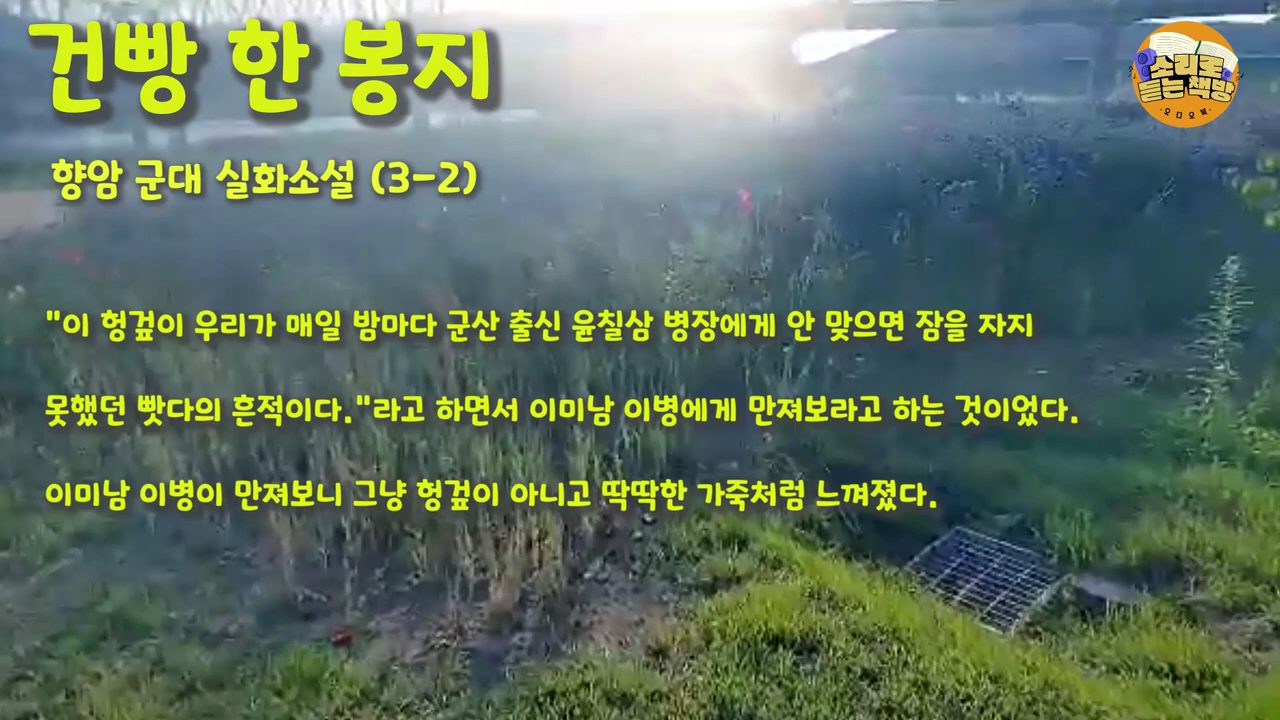 건빵 한 봉지
소리로
듣는 책방
·오디오북·
향암 군대 실화소설 (3-2)
"이 헝겊이 우리가 매일 밤마다 군산 출신 윤칠삼 병장에게 안 맞으면 잠을 자지
못했던 빳다의 흔적이다."라고 하면서 이미남 이병에게 만져보라고 하는 것이었다.
이미남 이병이 만져보니 그냥 헝겊이 아니고 딱딱한 가죽처럼 느껴졌다.